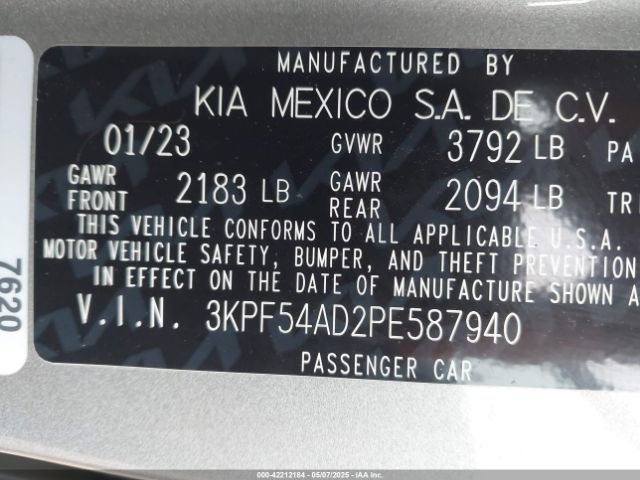 MANUFACTURED BY
KIA MEXICO S.A. DE C.V.
01/23 GVWR 3792 LB PA
GAWR FRONT 2183 LB GAWR REAR 2094 LB TR
THIS VEHICLE CONFORMS TO ALL APPLICABLE U.S.A.
MOTOR VEHICLE SAFETY, BUMPER, AND THEFT PREVENTION
IN EFFECT ON THE DATE OF MANUFACTURE SHOWN A
V.I.N. 3KPF54AD2PE587940
PASSENGER CAR
7620
000-42212184 05/07/2025 IAA Inc.